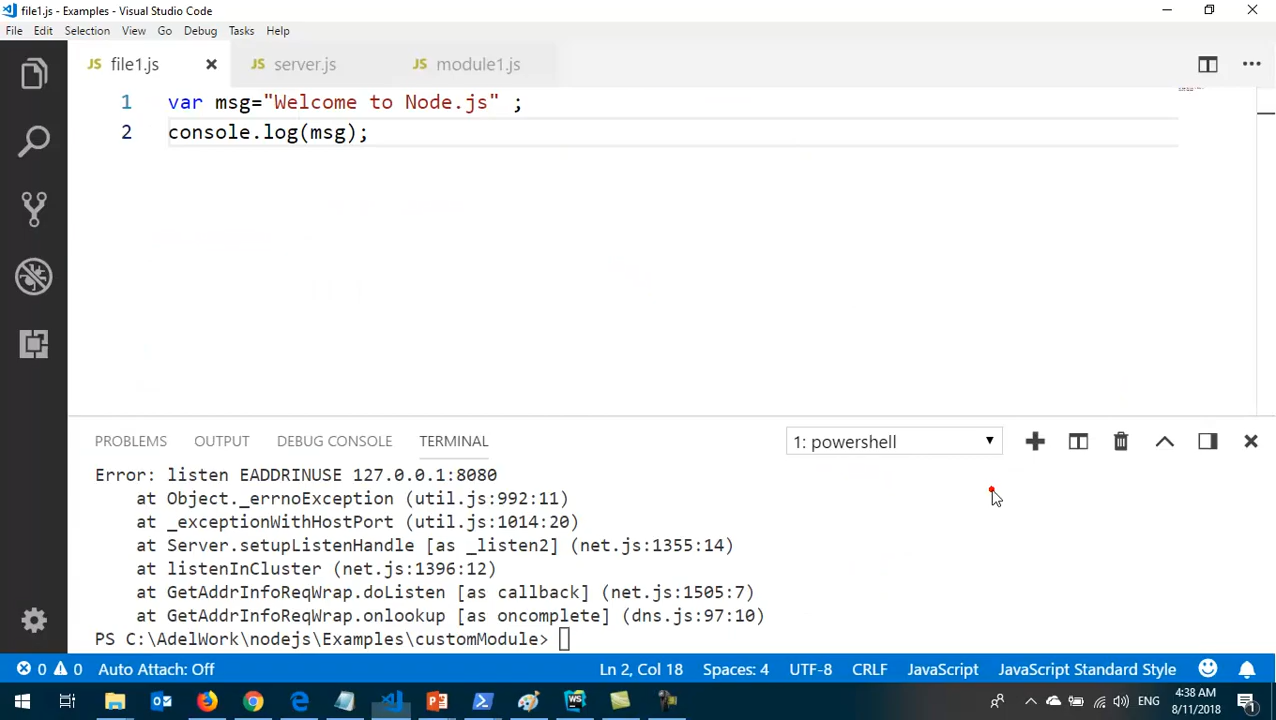 file1.js - Examples - Visual Studio Code
File Edit Selection View Go Debug Tasks Help
JS file1.js JS server.js JS module1.js
1 var msg="Welcome to Node.js" ;
2 console.log(msg);
PROBLEMS OUTPUT DEBUG CONSOLE TERMINAL 1: powershell
Error: listen EADDRINUSE 127.0.0.1:8080
at Object._errnoException (util.js:992:11)
at _exceptionWithHostPort (util.js:1014:20)
at Server.setupListenHandle [as _listen2] (net.js:1355:14)
at listenInCluster (net.js:1396:12)
at GetAddrInfoReqWrap.doListen [as callback] (net.js:1505:7)
at GetAddrInfoReqWrap.onlookup [as oncomplete] (dns.js:97:10)
PS C:\AdelWork\nodejs\Examples\customModule>
0 0 Auto Attach: Off Ln 2, Col 18 Spaces: 4 UTF-8 CRLF JavaScript JavaScript Standard Style
WS ENG 4:38 AM
8/11/2018 1